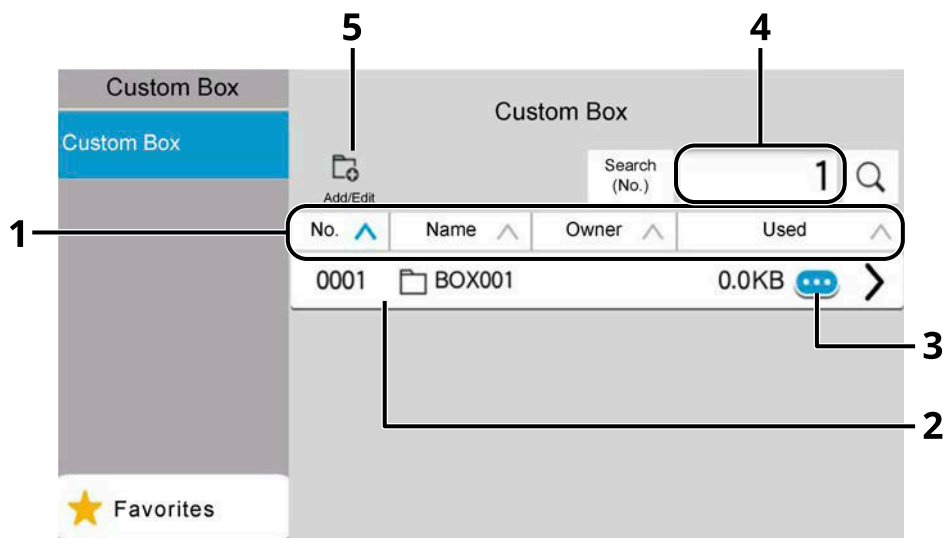 5 4
Custom Box
Custom Box
Custom Box
Search
(No.)
1
Add/Edit
1
No. Name Owner Used
0001 BOX001 0.0KB
3
2
Favorites